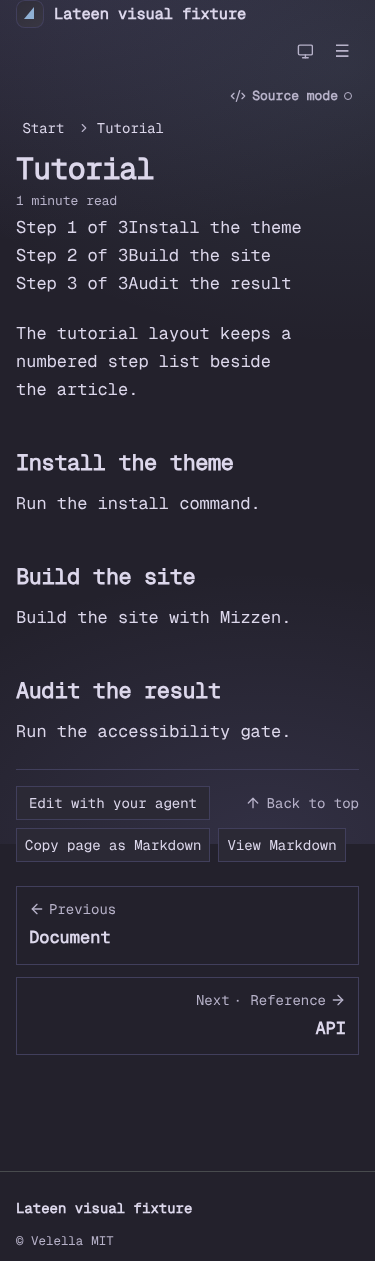 Lateen visual fixture
Source mode
Start > Tutorial
Tutorial
1 minute read
Step 1 of 3Install the theme
Step 2 of 3Build the site
Step 3 of 3Audit the result
The tutorial layout keeps a
numbered step list beside
the article.
Install the theme
Run the install command.
Build the site
Build the site with Mizzen.
Audit the result
Run the accessibility gate.
Edit with your agent
↑ Back to top
Copy page as Markdown
View Markdown
← Previous
Document
Next · Reference →
API
Lateen visual fixture
© Velella MIT